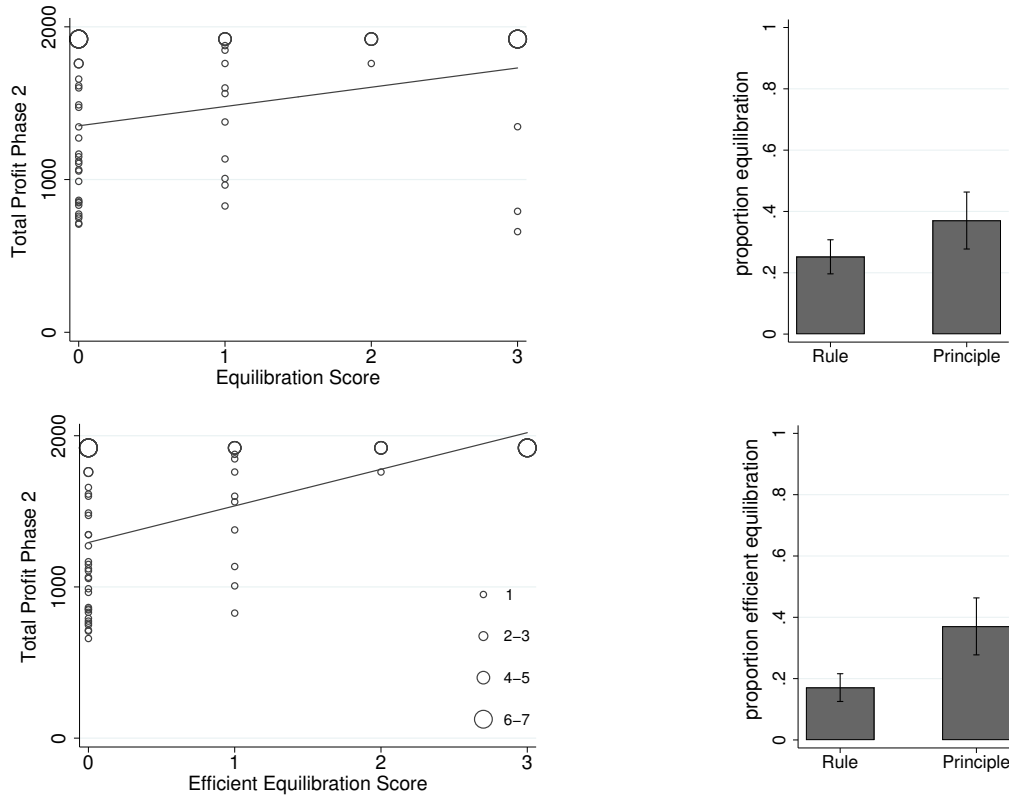 Total Profit Phase 2
2000
1000
0
0 1 2 3
Equilibration Score
proportion equilibration
1
.8
.6
.4
.2
0
Rule Principle
Total Profit Phase 2
2000
1000
0
1
2–3
4–5
6–7
0 1 2 3
Efficient Equilibration Score
proportion efficient equilibration
1
.8
.6
.4
.2
0
Rule Principle